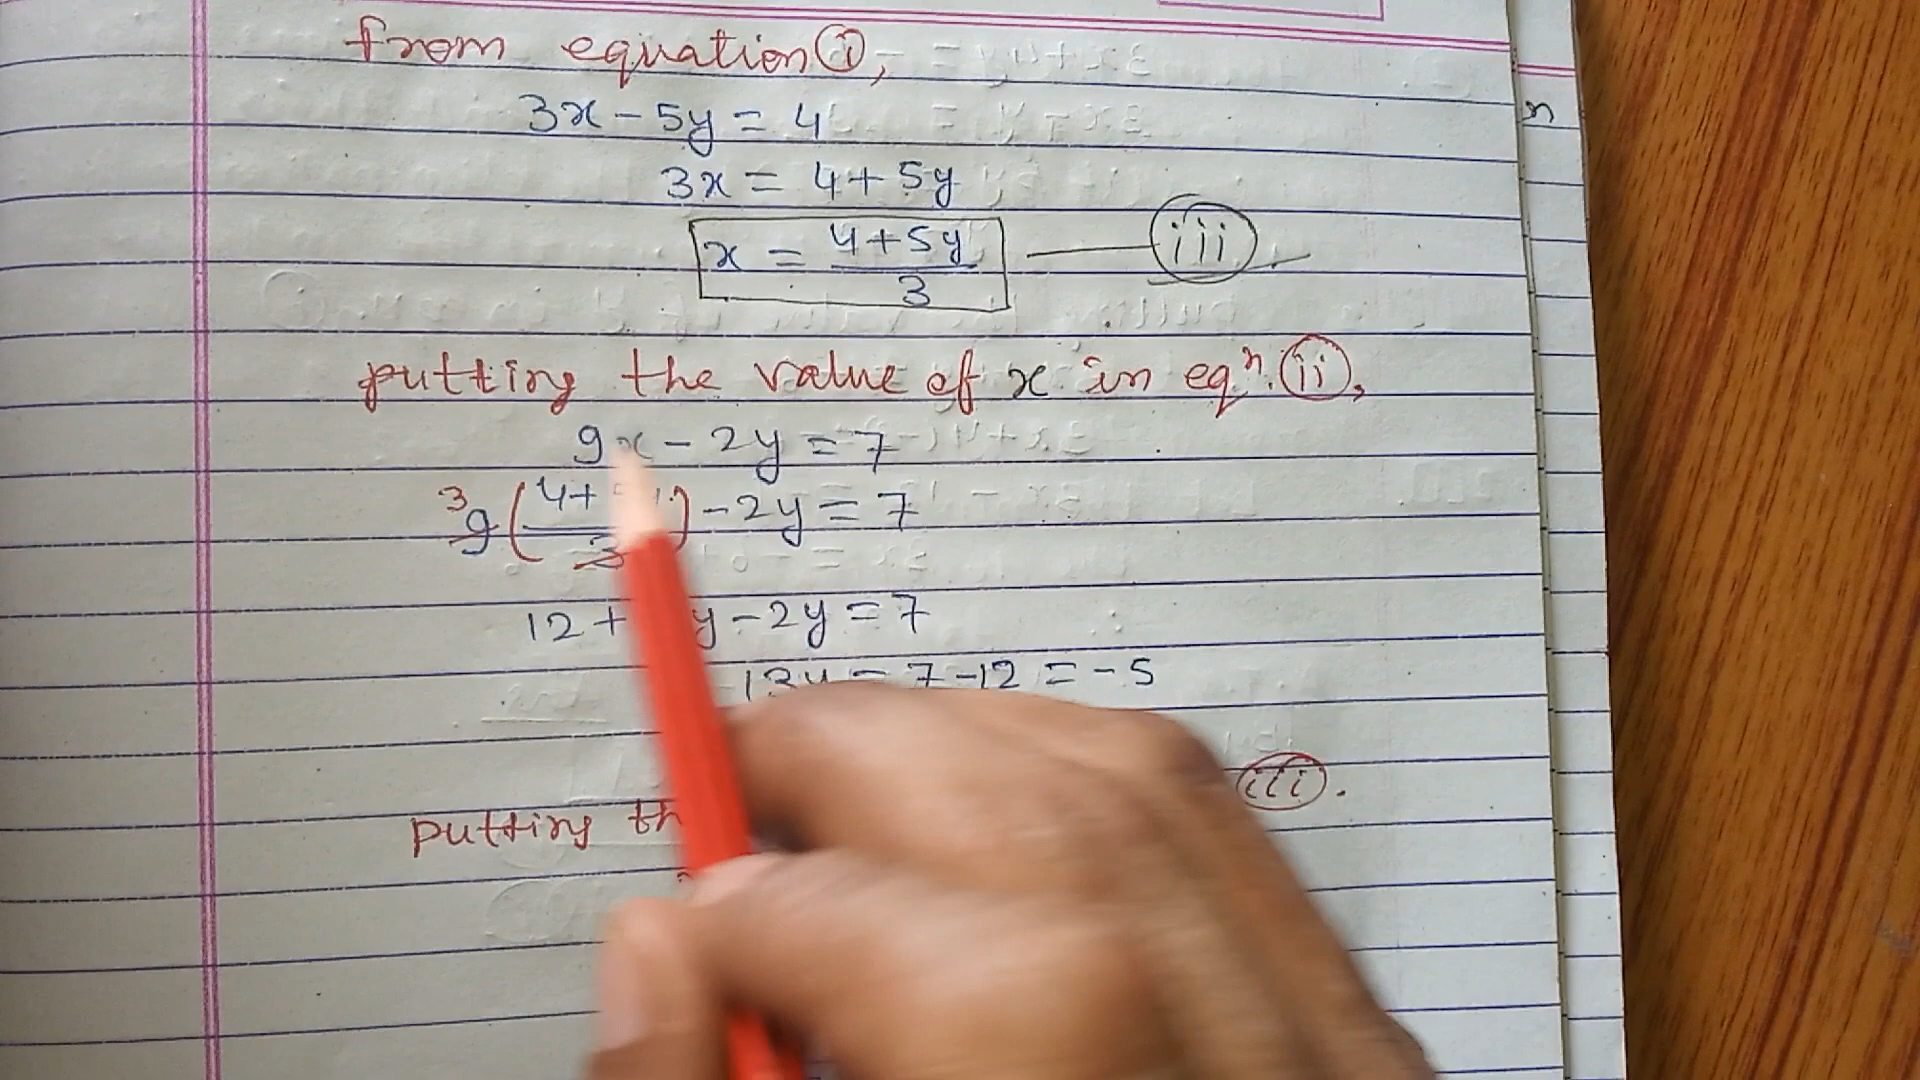 from equation (i),
3x - 5y = 4
3x = 4 + 5y
x = 4+5y/3 — (iii)
putting the value of x in eqn. (ii),
9x - 2y = 7
3 9(4+ /3) - 2y = 7
12 + y - 2y = 7
13y = 7 - 12 = -5
(iii).
putting